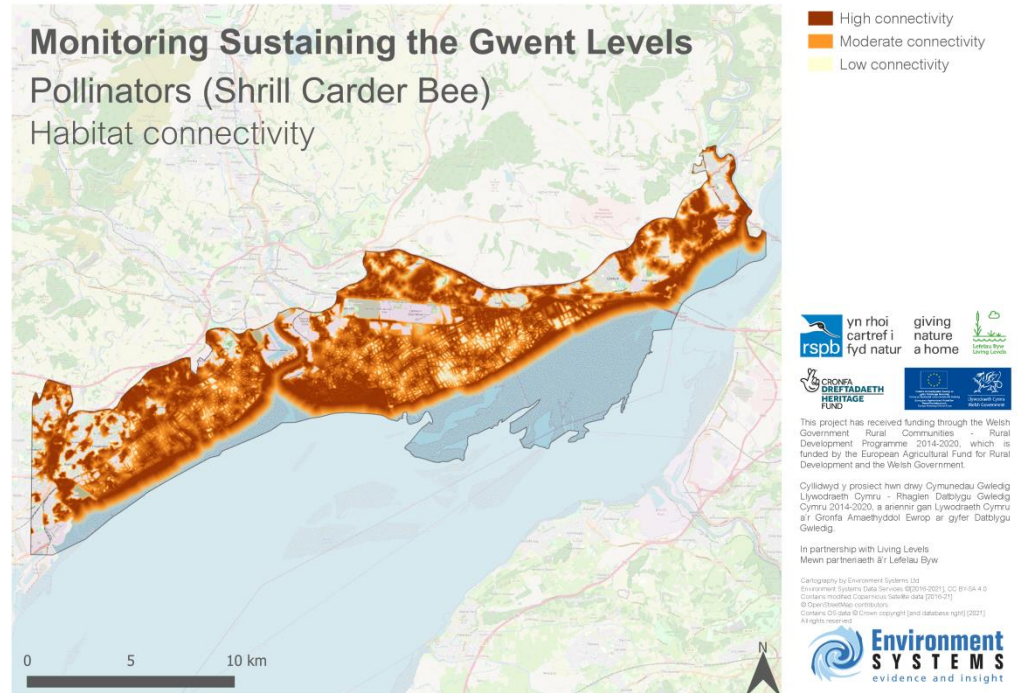 Monitoring Sustaining the Gwent Levels
Pollinators (Shrill Carder Bee)
Habitat connectivity
High connectivity
Moderate connectivity
Low connectivity
0 5 10 km
N
rspb
yn rhoi
cartref i
fyd natur
giving
nature
a home
Lefelau Byw
Living Levels
CRONFA
DREFTADAETH
HERITAGE
FUND
Llywodraeth Cymru
Welsh Government
This project has received funding through the Welsh
Government Rural Communities - Rural
Development Programme 2014-2020, which is
funded by the European Agricultural Fund for Rural
Development and the Welsh Government.
Cyllidwyd y prosiect hwn drwy Cymunedau Gwledig
Llywodraeth Cymru - Rhaglen Datblygu Gwledig
Cymru 2014-2020, a ariennir gan Lywodraeth Cymru
a'r Gronfa Amaethyddol Ewrop ar gyfer Datblygu
Gwledig.
In partnership with Living Levels
Mewn partneriaeth â'r Lefelau Byw
Cartography by Environment Systems Ltd
Environment Systems Data Services ©[2016-2021], CC BY-SA 4.0
Contains modified Copernicus Satellite data [2016-21]
© OpenStreetMap contributors
Contains OS data © Crown copyright [and database right] [2021]
All rights reserved
Environment
SYSTEMS
evidence and insight